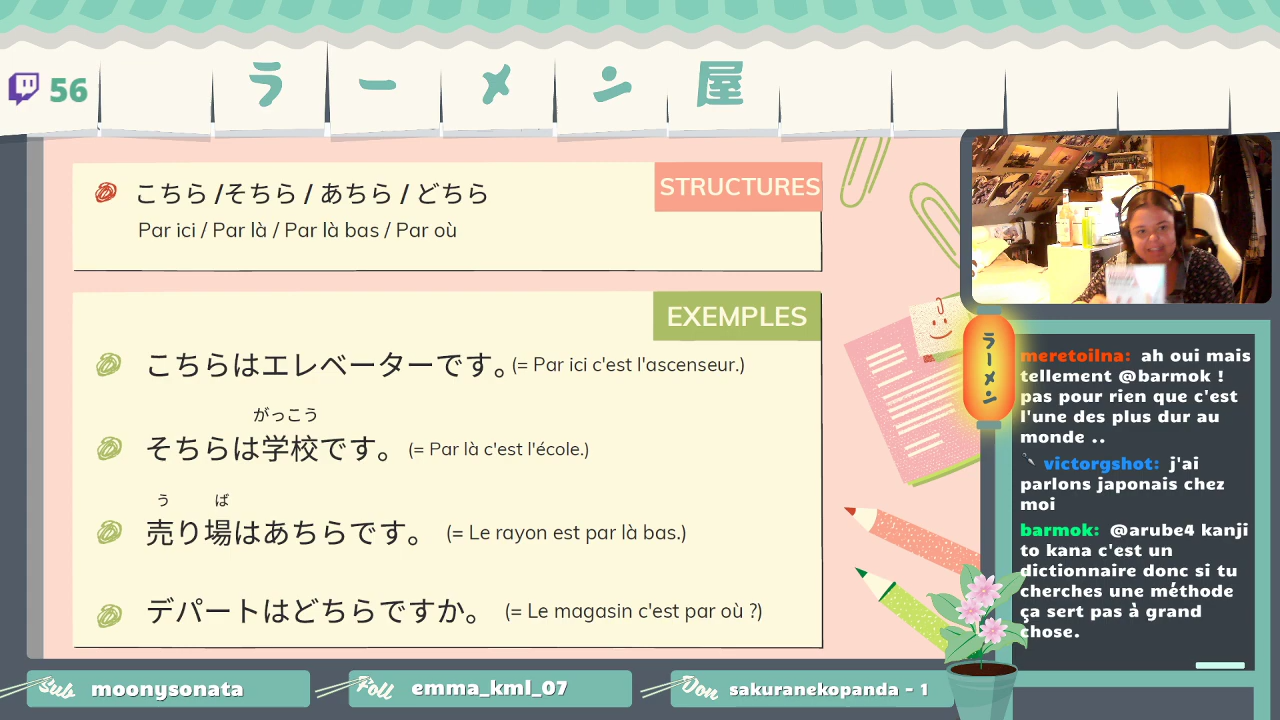 56
ラーメン屋
STRUCTURES
こちら /そちら / あちら / どちら
Par ici / Par là / Par là bas / Par où
EXEMPLES
こちらはエレベーターです。(= Par ici c'est l'ascenseur.)
がっこう
そちらは学校です。 (= Par là c'est l'école.)
う ば
売り場はあちらです。 (= Le rayon est par là bas.)
デパートはどちらですか。 (= Le magasin c'est par où ?)
ラーメン
meretoilna: ah oui mais
tellement @barmok !
pas pour rien que c'est
l'une des plus dur au
monde ..
victorgshot: j'ai
parlons japonais chez
moi
barmok: @arube4 kanji
to kana c'est un
dictionnaire donc si tu
cherches une méthode
ça sert pas à grand
chose.
Sub moonysonata
Foll emma_kml_07
Don sakuranekopanda - 1